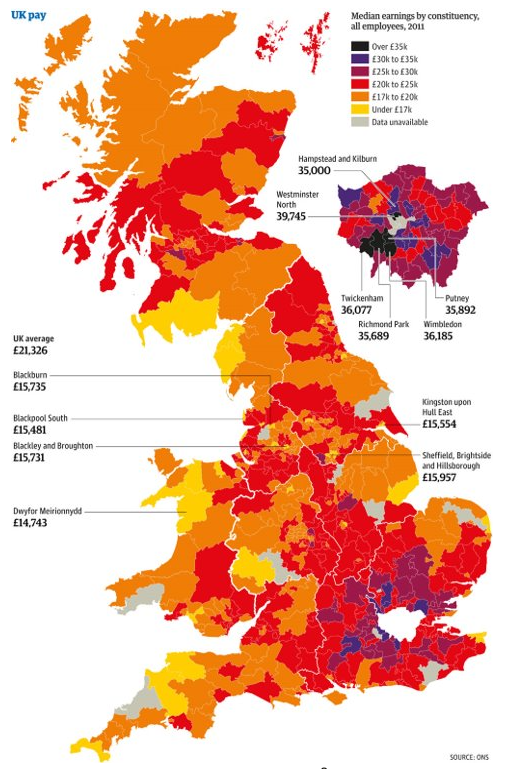 UK pay
Median earnings by constituency,
all employees, 2011
Over £35k
£30k to £35k
£25k to £30k
£20k to £25k
£17k to £20k
Under £17k
Data unavailable
Hampstead and Kilburn
35,000
Westminster
North
39,745
Twickenham
36,077
Richmond Park
35,689
Wimbledon
36,185
Putney
35,892
UK average
£21,326
Blackburn
£15,735
Blackpool South
£15,481
Blackley and Broughton
£15,731
Dwyfor Meirionnydd
£14,743
Kingston upon
Hull East
£15,554
Sheffield, Brightside
and Hillsborough
£15,957
SOURCE: ONS